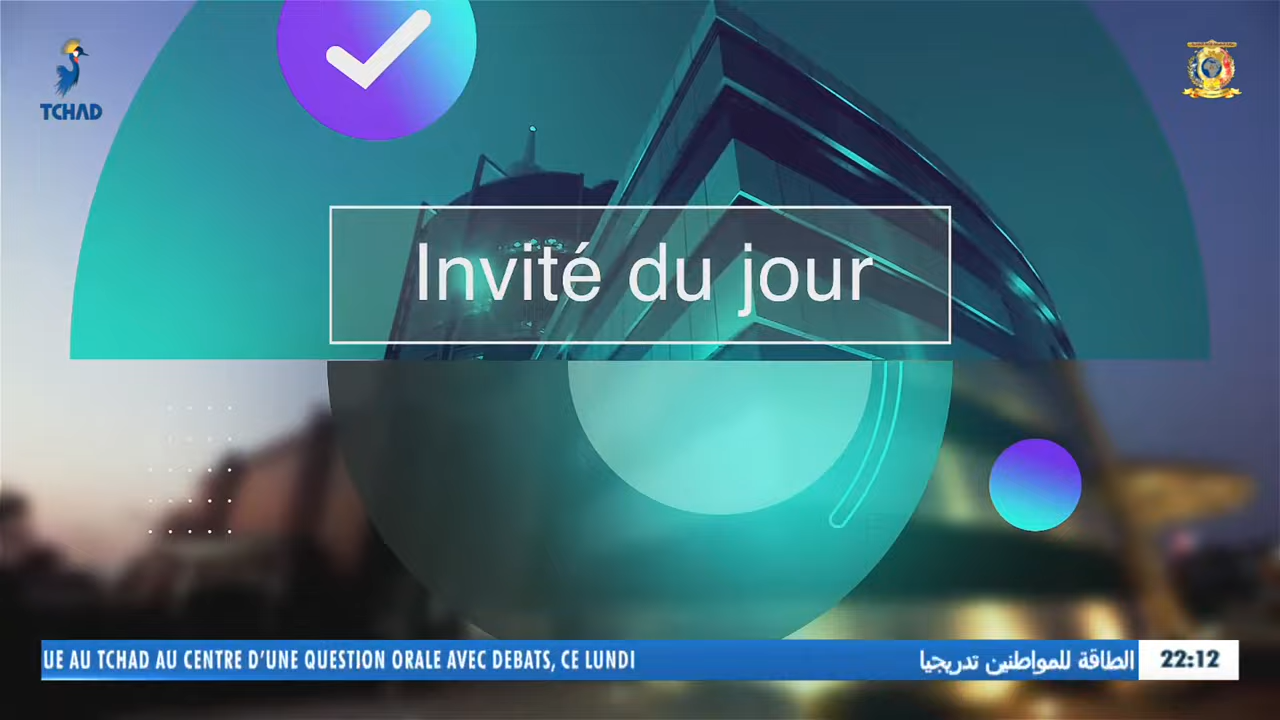 TCHAD
Invité du jour
UE AU TCHAD AU CENTRE D'UNE QUESTION ORALE AVEC DEBATS, CE LUNDI
الطاقة للمواطنين تدريجيا
22:12